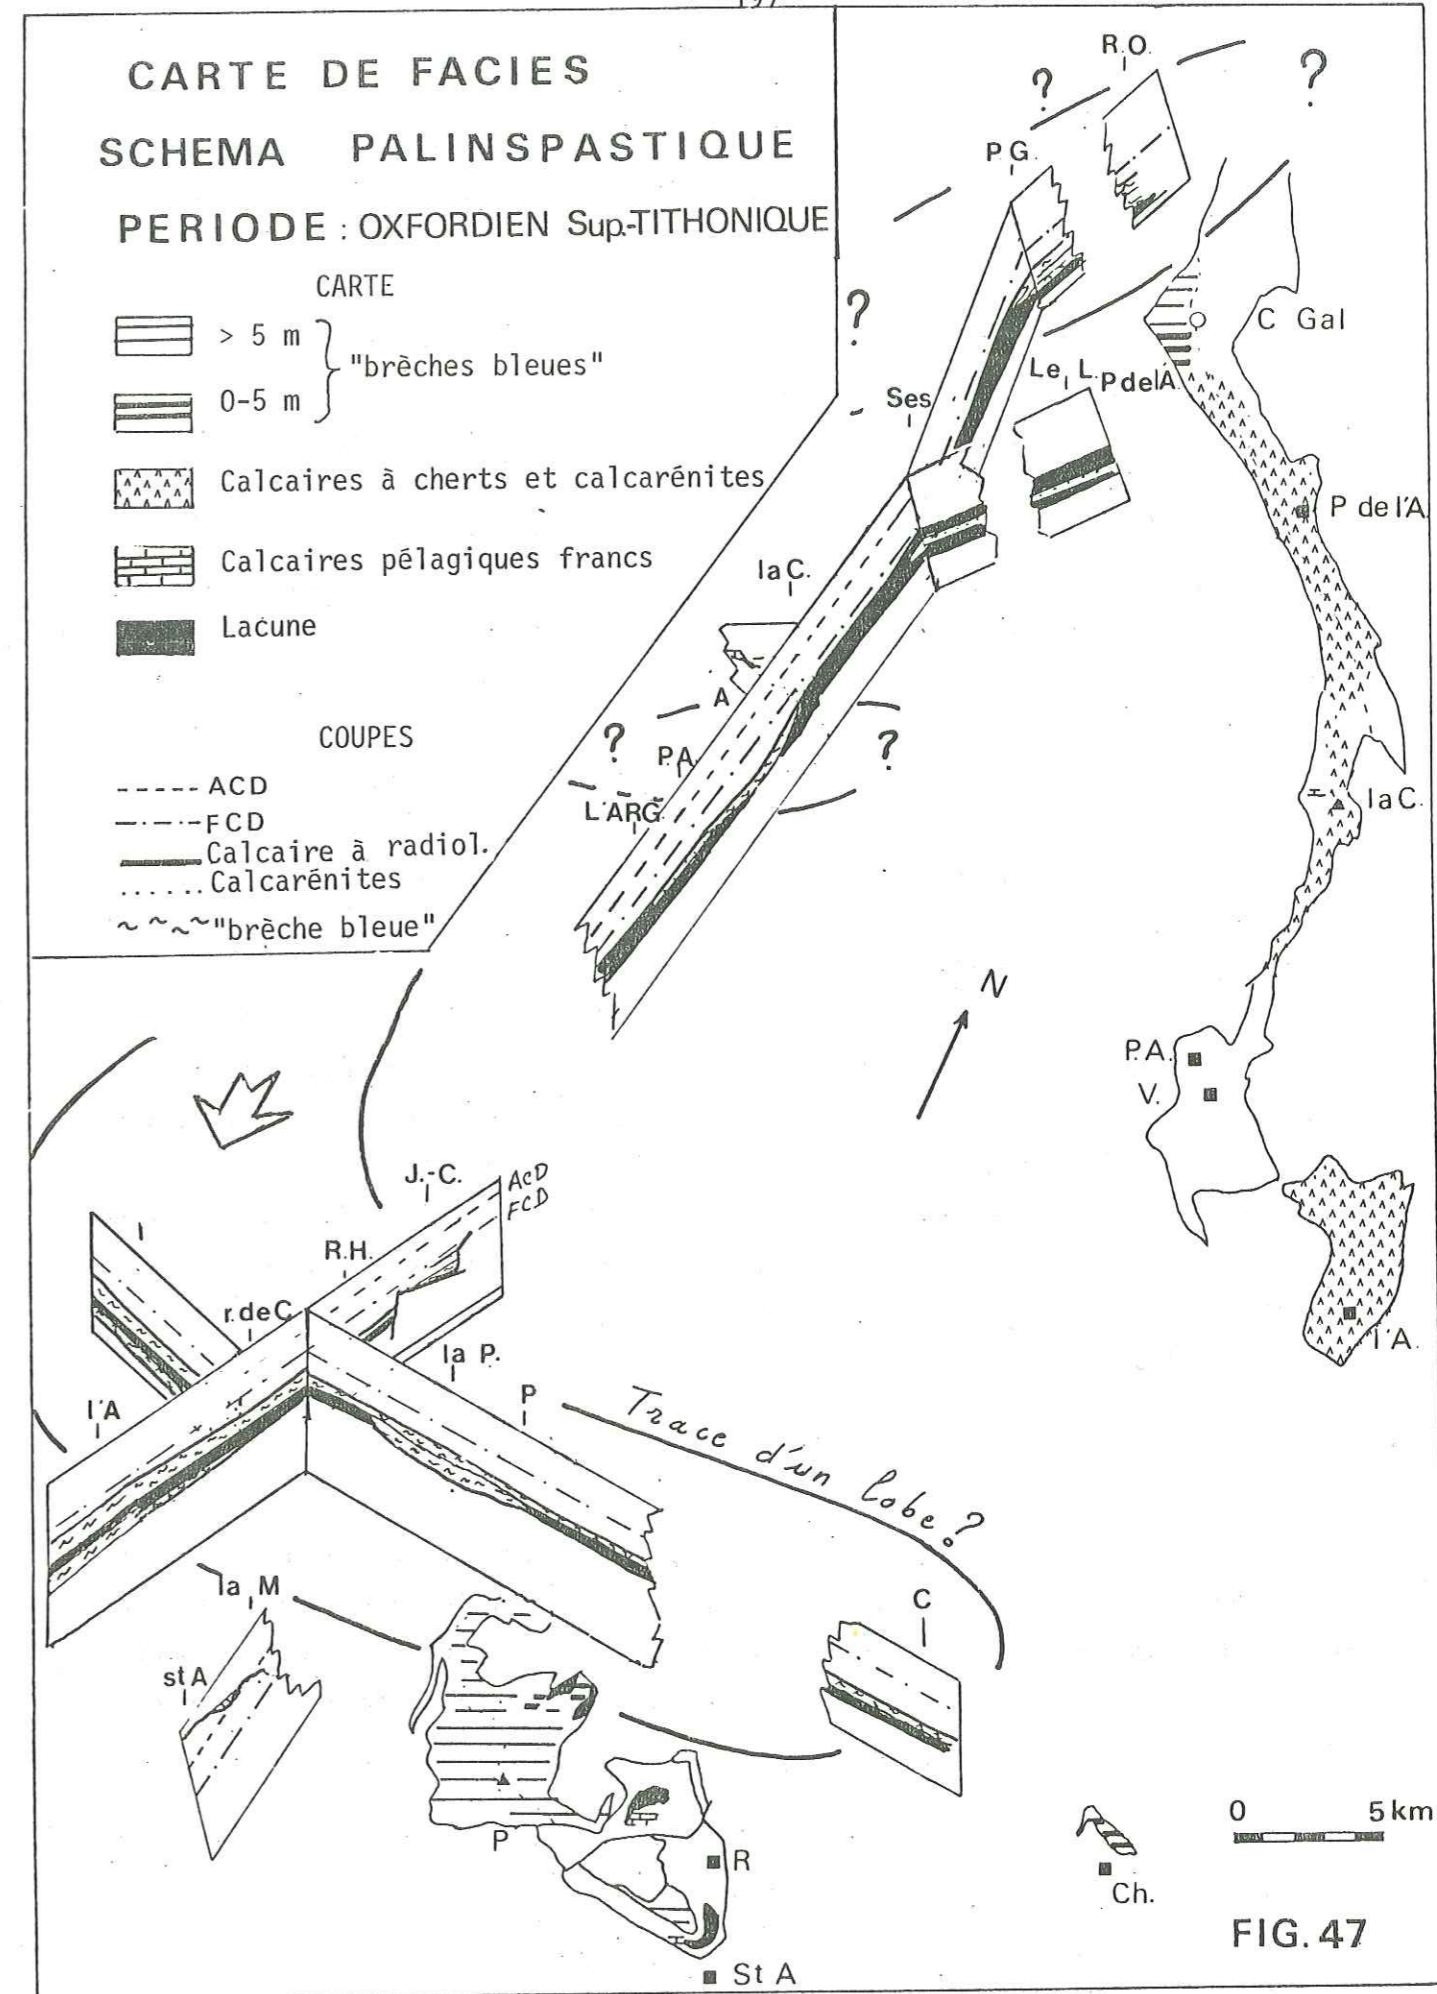 197
CARTE DE FACIES
SCHEMA PALINSPASTIQUE
PERIODE : OXFORDIEN Sup.-TITHONIQUE
CARTE
> 5 m
0-5 m
"brèches bleues"
Calcaires à cherts et calcarénites
Calcaires pélagiques francs
Lacune
COUPES
ACD
FCD
Calcaire à radiol.
Calcarénites
"brèche bleue"
R.O.
?
?
P.G.
?
C Gal
Le L.
P de l'A.
Ses
P de l'A
la C.
A
?
P.A.
?
L'ARG.
la C.
N
P.A.
V.
J.-C.
ACD
FCD
I
R.H.
r. de C
l'A.
la P.
P
l'A
Trace d'un lobe ?
la M
C
st A
0 5 km
P
R
Ch.
FIG. 47
St A